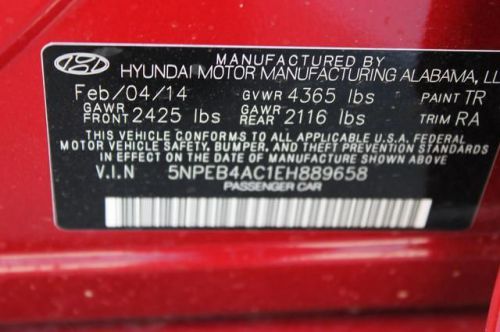 MANUFACTURED BY
HYUNDAI MOTOR MANUFACTURING ALABAMA, LL
Feb/04/14 GVWR 4365 lbs PAINT TR
GAWR FRONT 2425 lbs GAWR REAR 2116 lbs TRIM RA
THIS VEHICLE CONFORMS TO ALL APPLICABLE U.S.A. FEDERAL
MOTOR VEHICLE SAFETY, BUMPER, AND THEFT PREVENTION STANDARDS
IN EFFECT ON THE DATE OF MANUFACTURE SHOWN ABOVE.
V.I.N 5NPEB4AC1EH889658
PASSENGER CAR